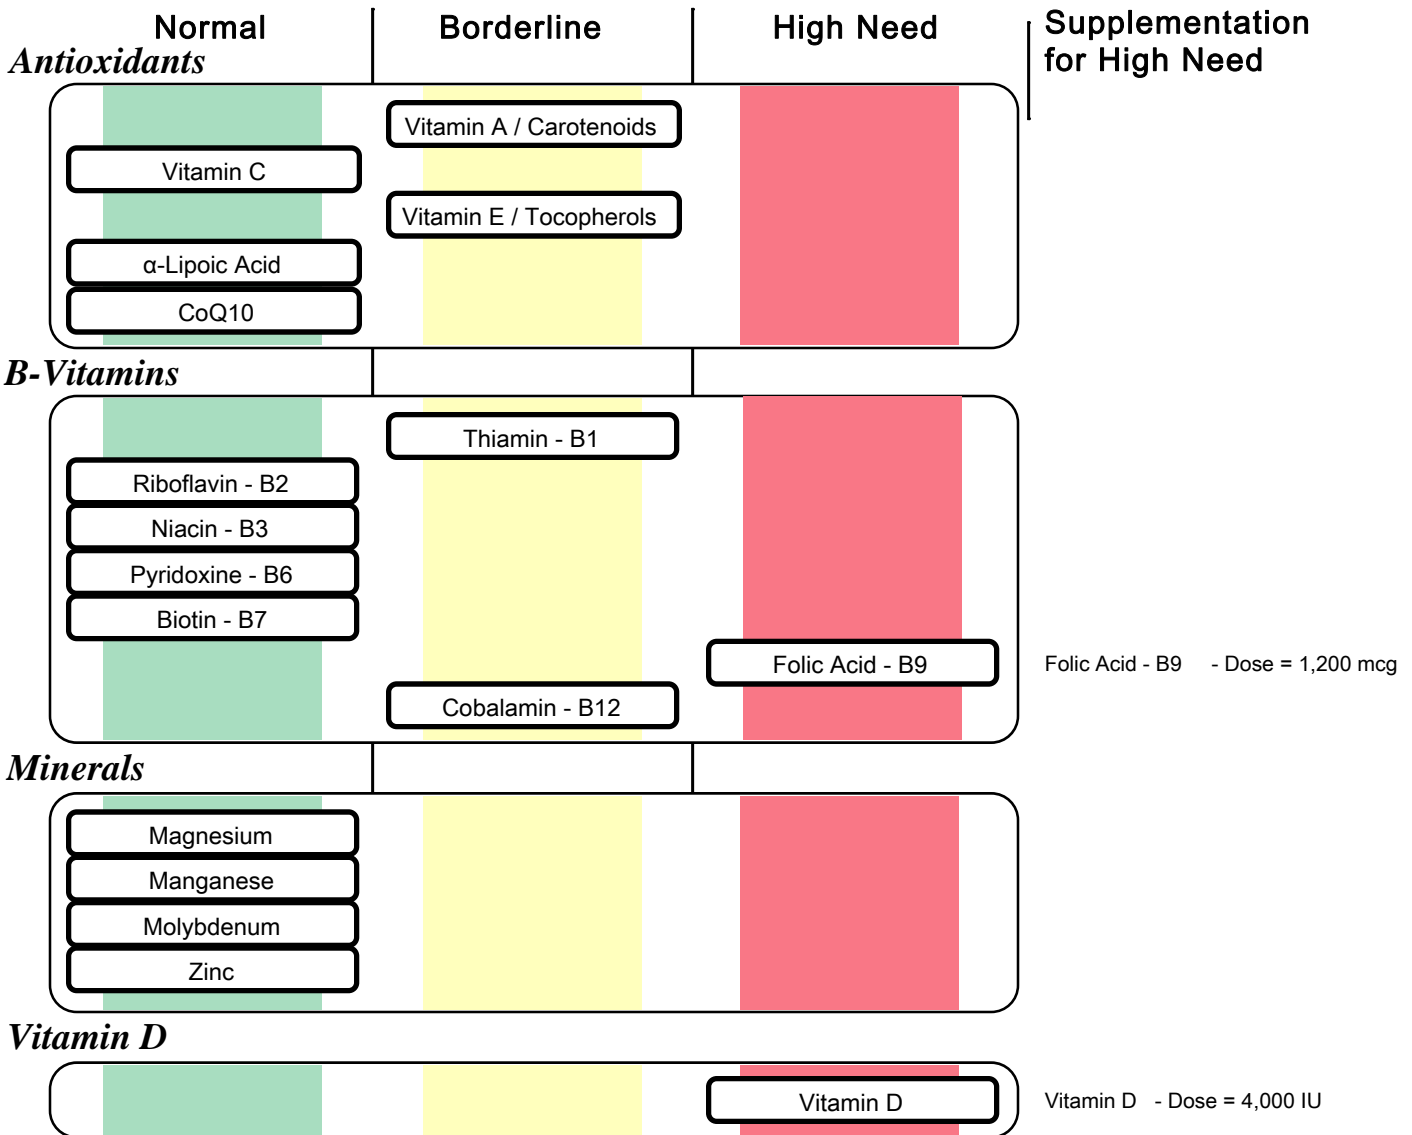 Normal
Borderline
High Need
Supplementation
for High Need
Antioxidants
Vitamin A / Carotenoids
Vitamin C
Vitamin E / Tocopherols
α-Lipoic Acid
CoQ10
B-Vitamins
Thiamin - B1
Riboflavin - B2
Niacin - B3
Pyridoxine - B6
Biotin - B7
Folic Acid - B9
Folic Acid - B9 - Dose = 1,200 mcg
Cobalamin - B12
Minerals
Magnesium
Manganese
Molybdenum
Zinc
Vitamin D
Vitamin D
Vitamin D - Dose = 4,000 IU